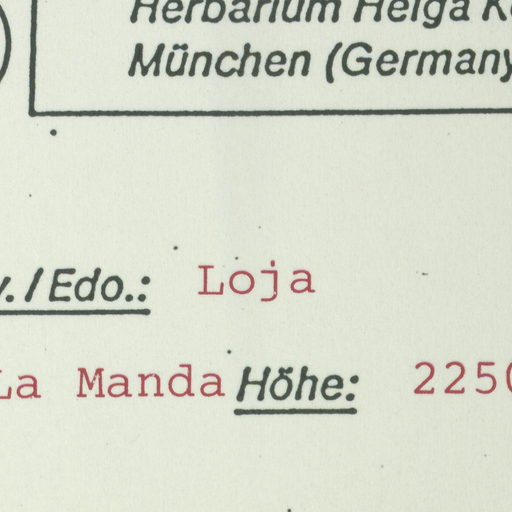 Herbarium Helga
München (Germany
./Edo.: Loja
La Manda Höhe: 225